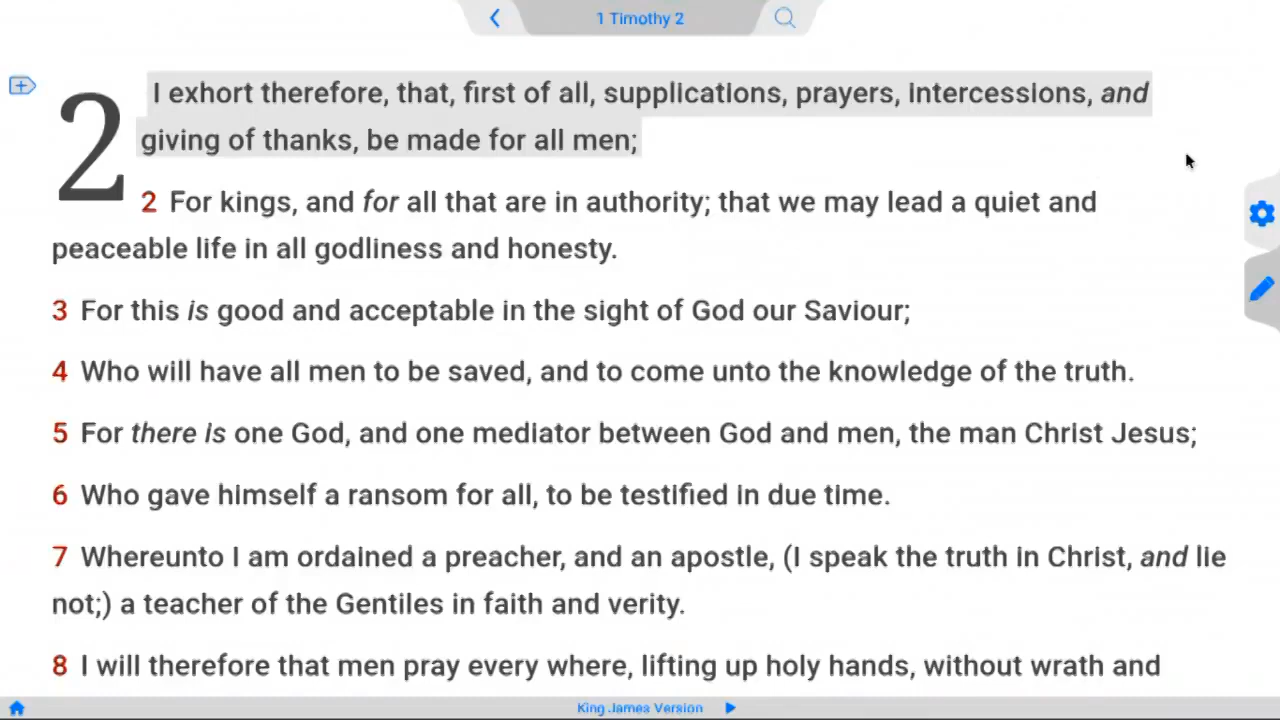 1 Timothy 2
2 I exhort therefore, that, first of all, supplications, prayers, intercessions, and
giving of thanks, be made for all men;
2 For kings, and for all that are in authority; that we may lead a quiet and
peaceable life in all godliness and honesty.
3 For this is good and acceptable in the sight of God our Saviour;
4 Who will have all men to be saved, and to come unto the knowledge of the truth.
5 For there is one God, and one mediator between God and men, the man Christ Jesus;
6 Who gave himself a ransom for all, to be testified in due time.
7 Whereunto I am ordained a preacher, and an apostle, (I speak the truth in Christ, and lie
not;) a teacher of the Gentiles in faith and verity.
8 I will therefore that men pray every where, lifting up holy hands, without wrath and
King James Version